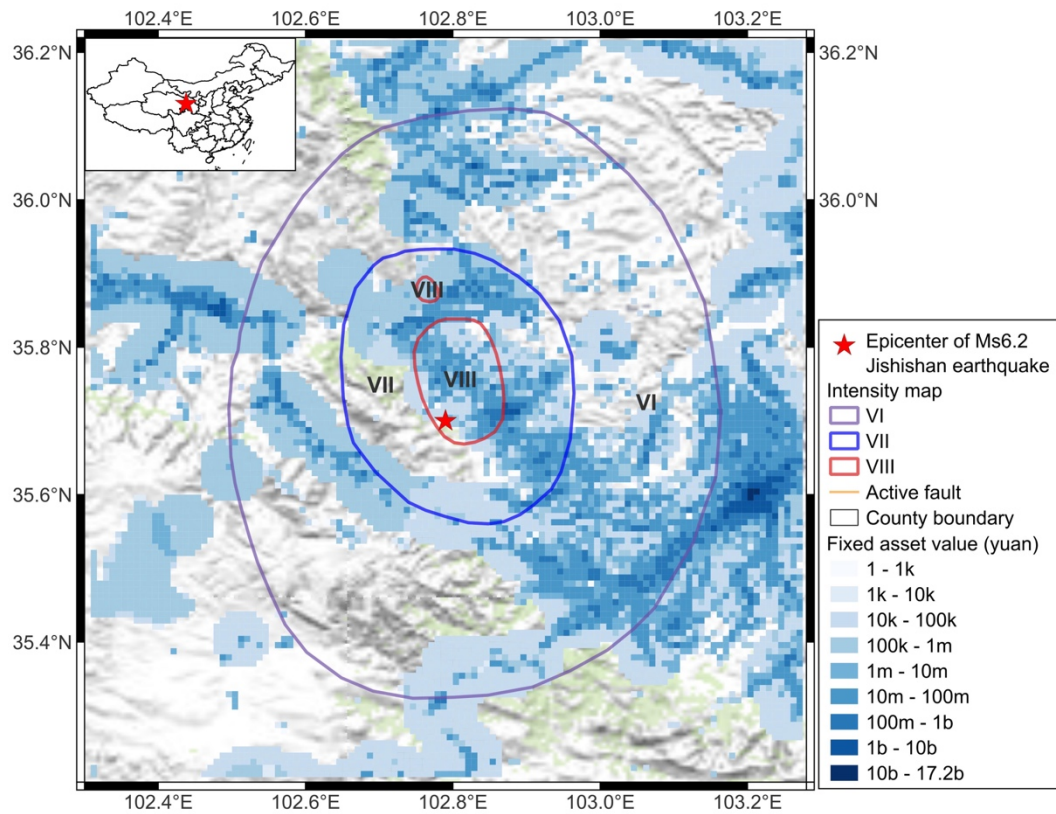 102.4°E 102.6°E 102.8°E 103.0°E 103.2°E
36.2°N 36.2°N
36.0°N 36.0°N
VIII
35.8°N 35.8°N
VII VIII VI
35.6°N 35.6°N
35.4°N 35.4°N
102.4°E 102.6°E 102.8°E 103.0°E 103.2°E
Epicenter of Ms6.2
Jishishan earthquake
Intensity map
VI
VII
VIII
Active fault
County boundary
Fixed asset value (yuan)
1 - 1k
1k - 10k
10k - 100k
100k - 1m
1m - 10m
10m - 100m
100m - 1b
1b - 10b
10b - 17.2b